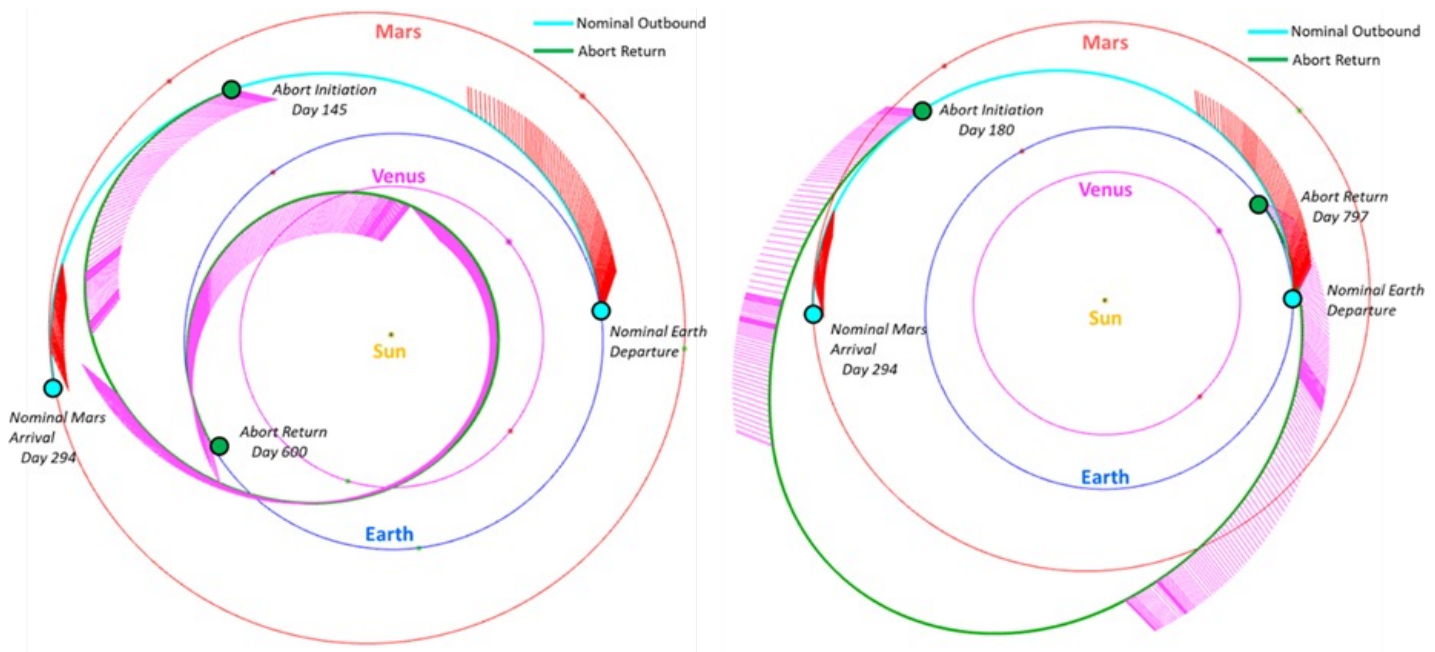 Mars
Nominal Outbound
Abort Return
Abort Initiation
Day 145
Venus
Sun
Nominal Earth
Departure
Nominal Mars
Arrival
Day 294
Abort Return
Day 600
Earth
Mars
Nominal Outbound
Abort Return
Abort Initiation
Day 180
Venus
Abort Return
Day 797
Nominal Earth
Departure
Sun
Nominal Mars
Arrival
Day 294
Earth